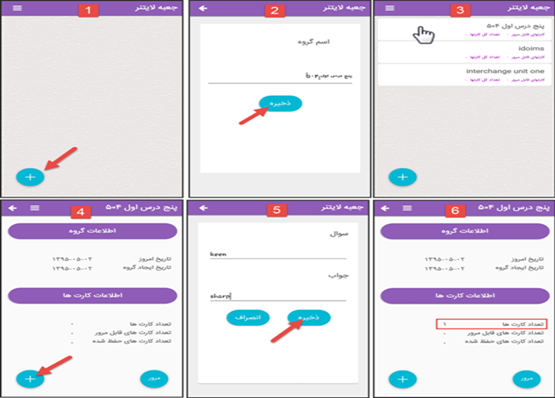 جعبه لایتنر
1
جعبه لایتنر
2
اسم گروه
پنج درس اول ۵۰۴
ذخیره
جعبه لایتنر
3
پنج درس اول ۵۰۴
تعداد کل کارتها : کارتهای قابل مرور :
idoims
تعداد کل کارتها : کارتهای قابل مرور :
interchange unit one
تعداد کل کارتها : کارتهای قابل مرور :
پنج درس اول ۵۰۴
4
اطلاعات گروه
تاریخ امروز ۱۳۹۵-۰۵-۰۲
تاریخ ایجاد گروه ۱۳۹۵-۰۵-۰۲
اطلاعات کارت ها
تعداد کارت ها ۰
تعداد کارت های قابل مرور ۰
تعداد کارت های حفظ شده ۰
مرور
جعبه لایتنر
5
سوال
keen
جواب
sharp
ذخیره
انصراف
پنج درس اول ۵۰۴
6
اطلاعات گروه
تاریخ امروز ۱۳۹۵-۰۵-۰۲
تاریخ ایجاد گروه ۱۳۹۵-۰۵-۰۲
اطلاعات کارت ها
تعداد کارت ها ۱
تعداد کارت های قابل مرور ۰
تعداد کارت های حفظ شده ۰
مرور